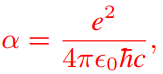 α = e²/(4πϵ₀ħc),